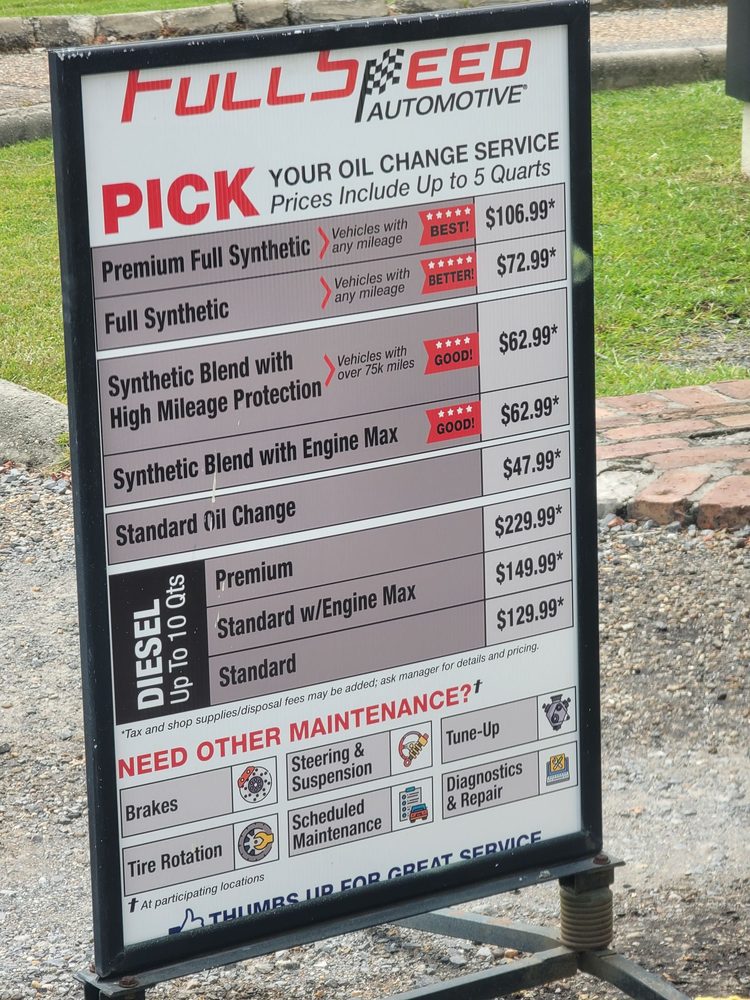 FULLSPEED
AUTOMOTIVE®
PICK YOUR OIL CHANGE SERVICE
Prices Include Up to 5 Quarts
Premium Full Synthetic Vehicles with any mileage BEST! $106.99*
Full Synthetic Vehicles with any mileage BETTER! $72.99*
Synthetic Blend with High Mileage Protection Vehicles with over 75k miles GOOD! $62.99*
Synthetic Blend with Engine Max GOOD! $62.99*
Standard Oil Change $47.99*
DIESEL
Up To 10 Qts
Premium $229.99*
Standard w/Engine Max $149.99*
Standard $129.99*
*Tax and shop supplies/disposal fees may be added; ask manager for details and pricing.
NEED OTHER MAINTENANCE?†
Brakes
Steering & Suspension
Tune-Up
Tire Rotation
Scheduled Maintenance
Diagnostics & Repair
† At participating locations
THUMBS UP FOR GREAT SERVICE